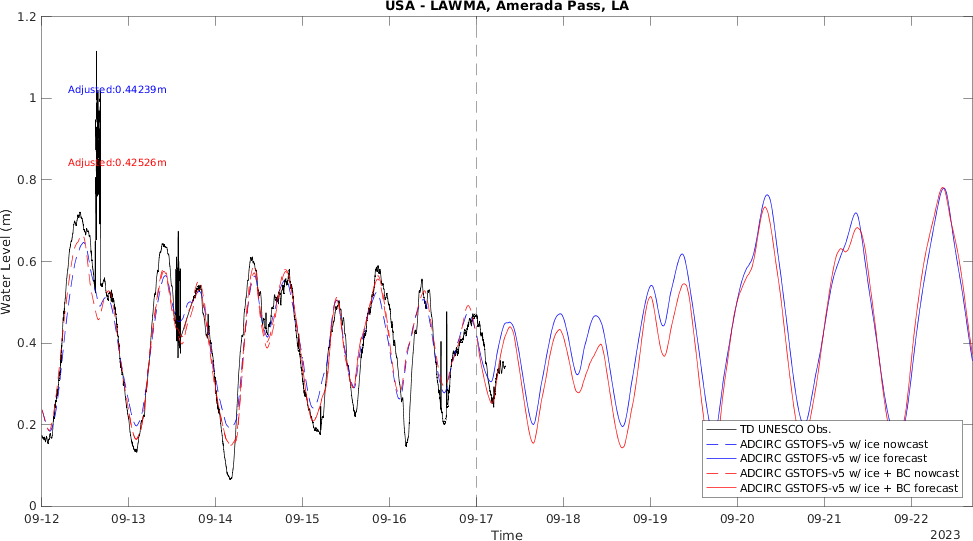 USA - LAWMA, Amerada Pass, LA
1.2
1
0.8
0.6
0.4
0.2
0
Water Level (m)
Adjusted:0.44239m
Adjusted:0.42526m
TD UNESCO Obs.
ADCIRC GSTOFS-v5 w/ ice nowcast
ADCIRC GSTOFS-v5 w/ ice forecast
ADCIRC GSTOFS-v5 w/ ice + BC nowcast
ADCIRC GSTOFS-v5 w/ ice + BC forecast
09-12 09-13 09-14 09-15 09-16 09-17 09-18 09-19 09-20 09-21 09-22
Time
2023